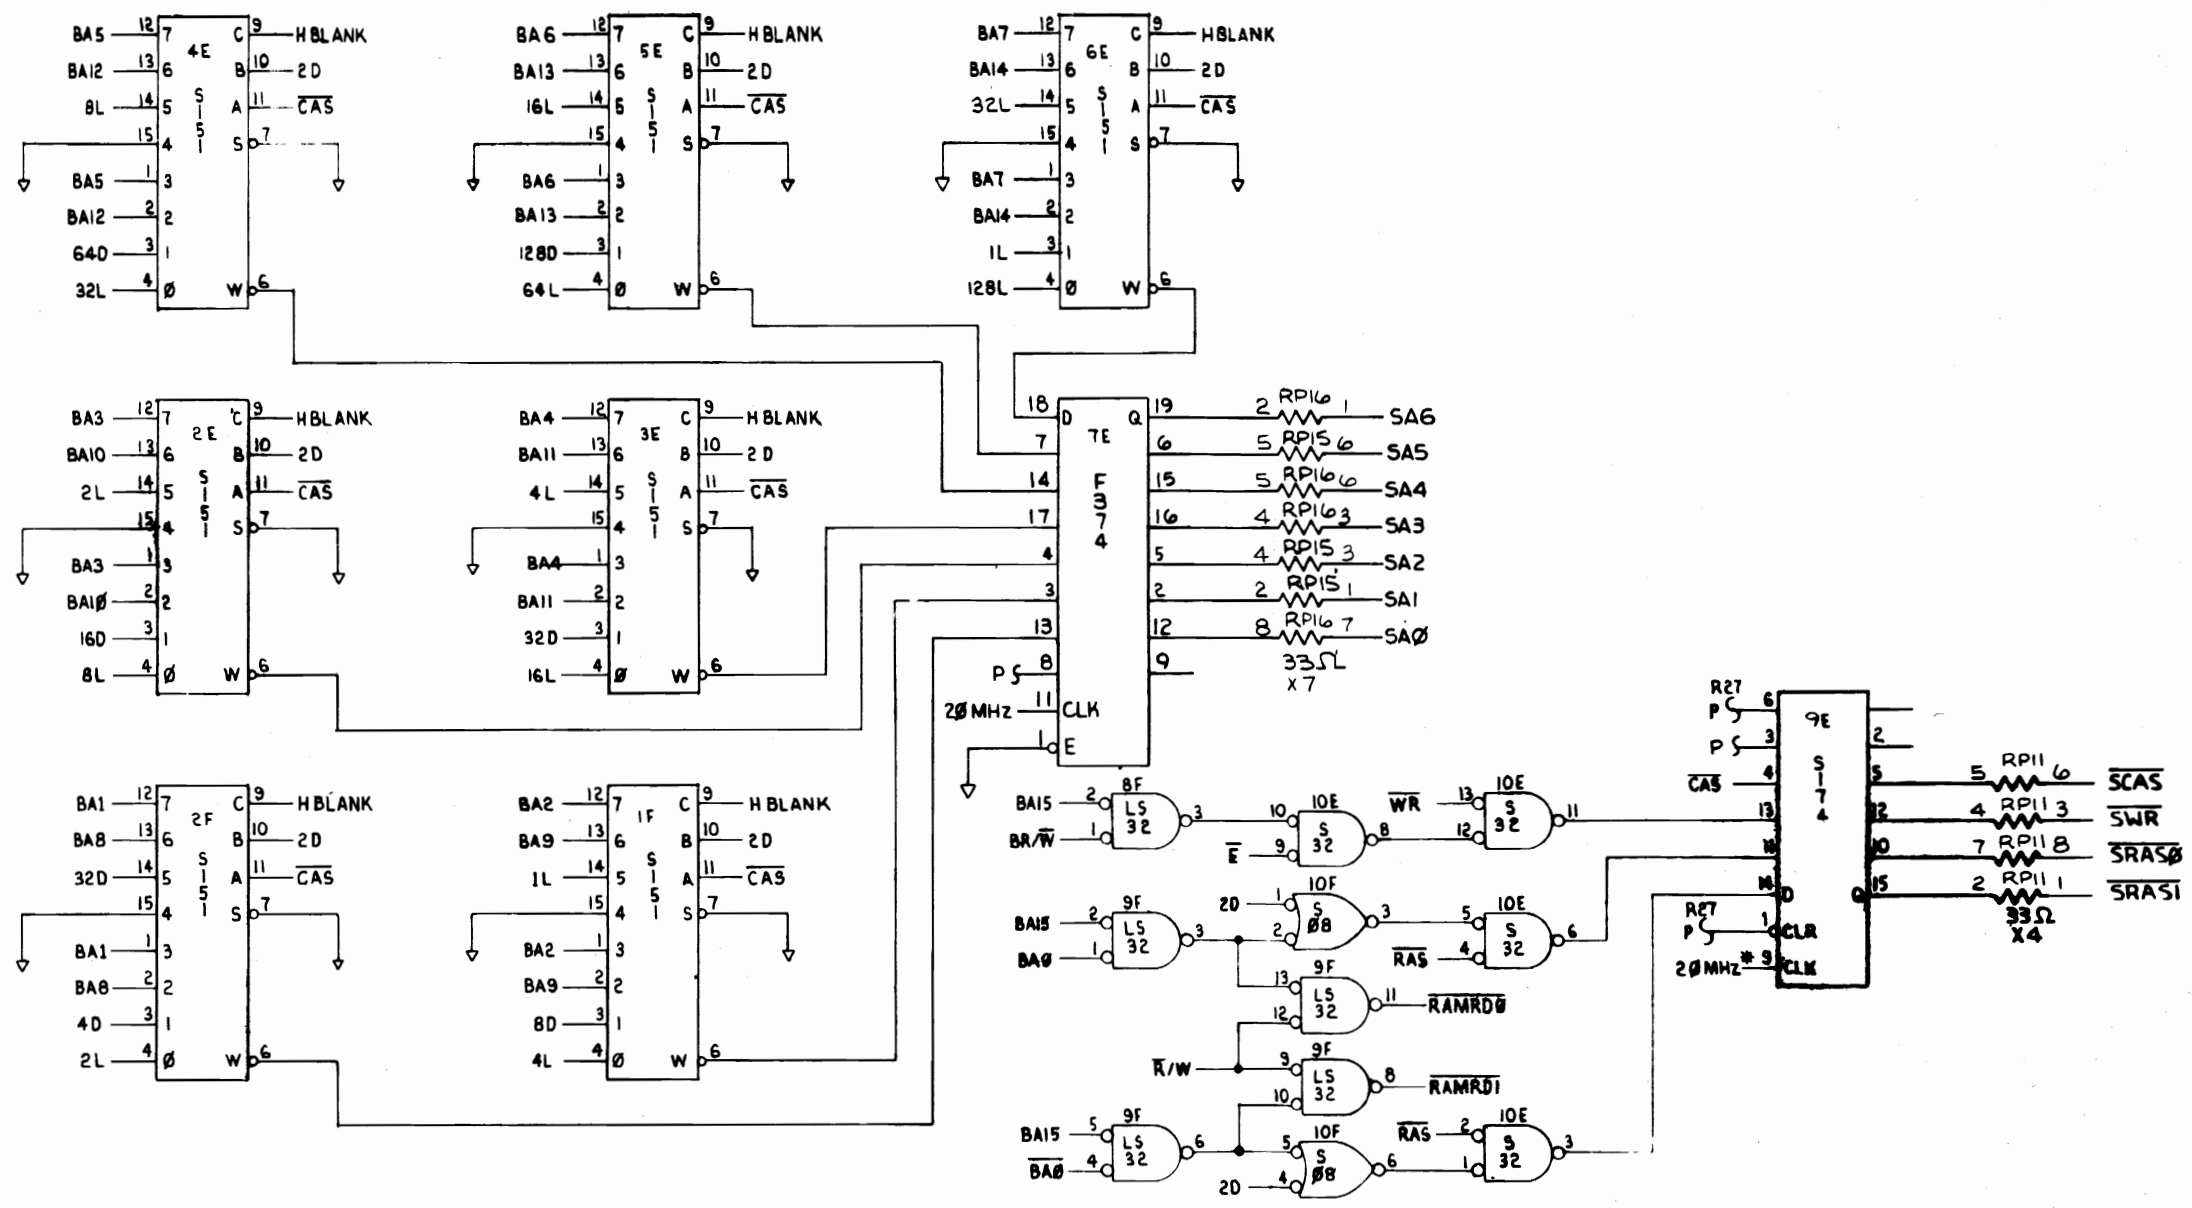 BA5 12 7 C 9 HBLANK
4E
BA12 13 6 B 10 2D
8L 14 5 A 11 CAS
S151
15 4 S 7
BA5 1 3
BA12 2 2
64D 3 1
32L 4 Ø W 6
BA6 12 7 C 9 HBLANK
5E
BA13 13 6 B 10 2D
16L 14 5 A 11 CAS
S151
15 4 S 7
BA6 1 3
BA13 2 2
128D 3 1
64L 4 Ø W 6
BA7 12 7 C 9 HBLANK
6E
BA14 13 6 B 10 2D
32L 14 5 A 11 CAS
S151
15 4 S 7
BA7 1 3
BA14 2 2
1L 3 1
128L 4 Ø W 6
BA3 12 7 C 9 HBLANK
2E
BA10 13 6 B 10 2D
2L 14 5 A 11 CAS
S151
15 4 S 7
BA3 1 3
BA1Ø 2 2
16D 3 1
8L 4 Ø W 6
BA4 12 7 C 9 HBLANK
3E
BA11 13 6 B 10 2D
4L 14 5 A 11 CAS
S151
15 4 S 7
BA4 1 3
BA11 2 2
32D 3 1
16L 4 Ø W 6
18 D Q 19 2 RP16 1 SA6
7E
7 6 5 RP15 6 SA5
F374
14 15 5 RP16 6 SA4
17 16 4 RP16 3 SA3
4 5 4 RP15 3 SA2
3 2 2 RP15 1 SA1
13 12 8 RP16 7 SAØ
33Ω
X7
P 8 9
2ØMHz 11 CLK
1 E
BA1 12 7 C 9 HBLANK
2F
BA8 13 6 B 10 2D
32D 14 5 A 11 CAS
S151
15 4 S 7
BA1 1 3
BA8 2 2
4D 3 1
2L 4 Ø W 6
BA2 12 7 C 9 HBLANK
1F
BA9 13 6 B 10 2D
1L 14 5 A 11 CAS
S151
15 4 S 7
BA2 1 3
BA9 2 2
8D 3 1
4L 4 Ø W 6
8F
BA15 2 LS 32 3
BR/W 1
10E
10 S 32 8
E 9
10E
WR 13 S 32 11
12
9F
BA15 2 LS 32 3
BAØ 1
10F
2D 1 S Ø8 3
2
10E
5 S 32 6
RAS 4
9F
13 LS 32 11 RAMRDØ
12
R/W
9F
9 LS 32 8 RAMRD1
10
9F
BA15 5 LS 32 6
BAØ 4
10F
5 S Ø8 6
2D 4
10E
RAS 2 S 32 3
1
R27
P 6
9E
P 3 2
S174
CAS 4 5 5 RP11 6 SCAS
13 12 4 RP11 3 SWR
10 7 RP11 8 SRASØ
D Q 15 2 RP11 1 SRAS1
33Ω
X4
R27
P 1 CLR
2ØMHz* 9 CLK